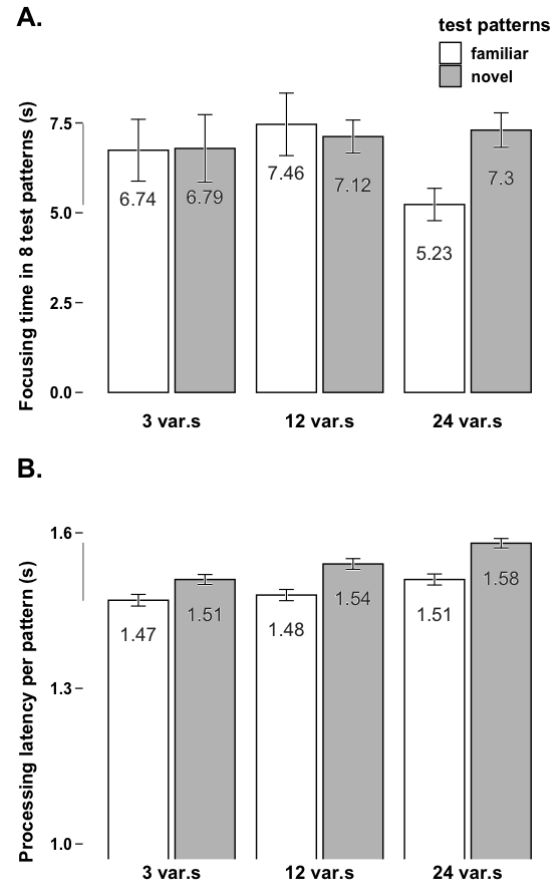 A.
test patterns
familiar
novel
Focusing time in 8 test patterns (s)
7.5
5.0
2.5
0.0
6.74
6.79
7.46
7.12
5.23
7.3
3 var.s
12 var.s
24 var.s
B.
Processing latency per pattern (s)
1.6
1.3
1.0
1.47
1.51
1.48
1.54
1.51
1.58
3 var.s
12 var.s
24 var.s